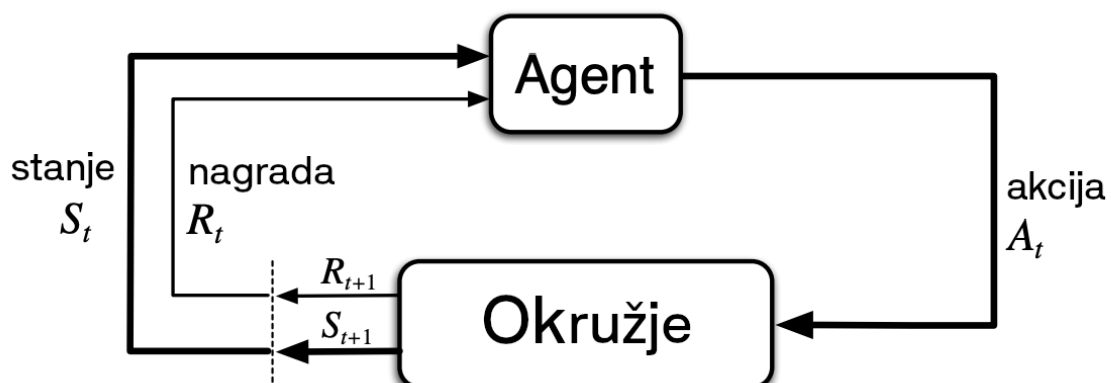 Agent
stanje
S_t
nagrada
R_t
akcija
A_t
R_{t+1}
S_{t+1}
Okružje